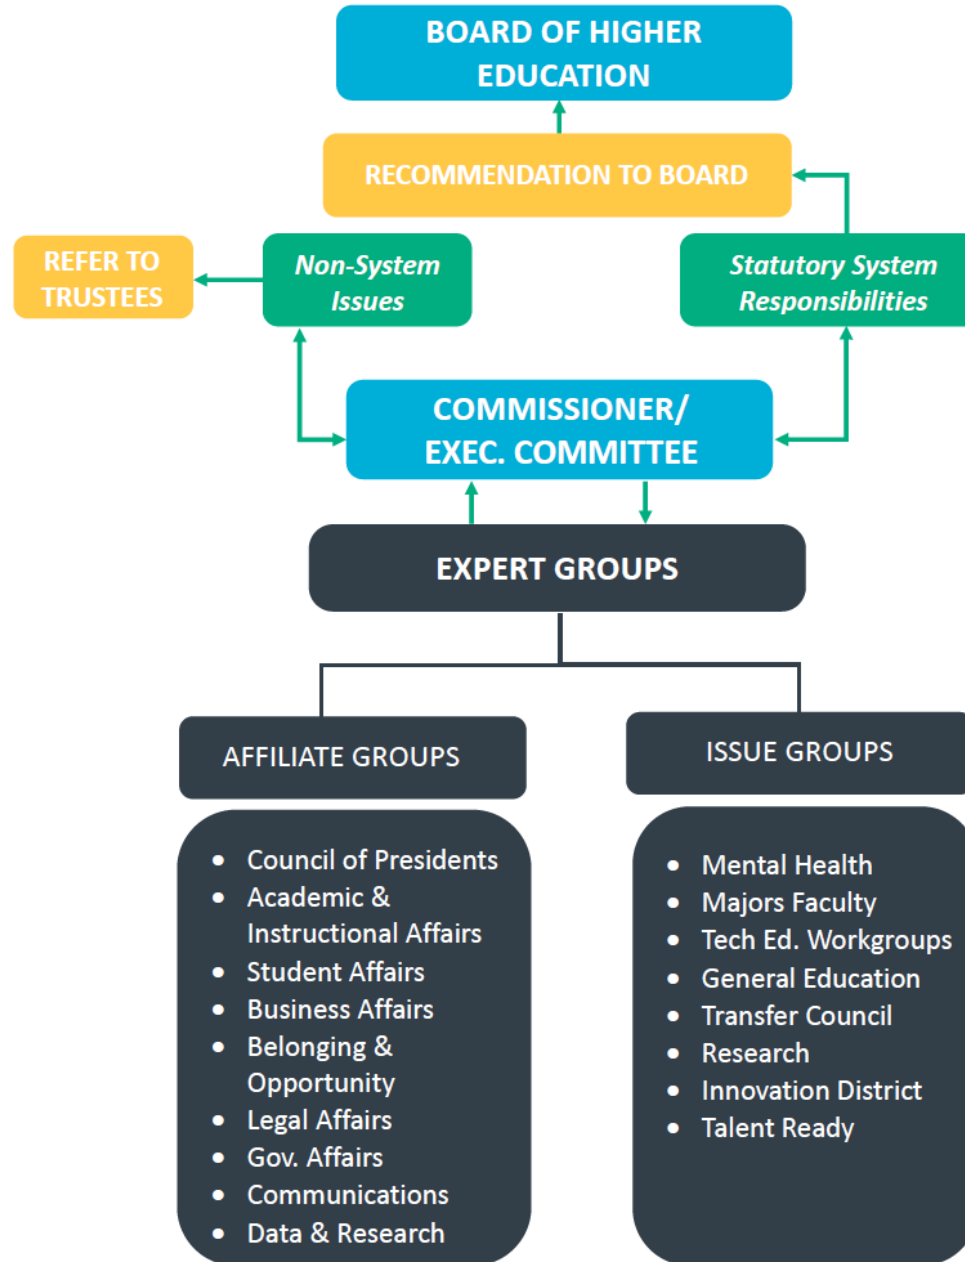 BOARD OF HIGHER
EDUCATION
RECOMMENDATION TO BOARD
REFER TO
TRUSTEES
Non-System
Issues
Statutory System
Responsibilities
COMMISSIONER/
EXEC. COMMITTEE
EXPERT GROUPS
AFFILIATE GROUPS
• Council of Presidents
• Academic &
Instructional Affairs
• Student Affairs
• Business Affairs
• Belonging &
Opportunity
• Legal Affairs
• Gov. Affairs
• Communications
• Data & Research
ISSUE GROUPS
• Mental Health
• Majors Faculty
• Tech Ed. Workgroups
• General Education
• Transfer Council
• Research
• Innovation District
• Talent Ready